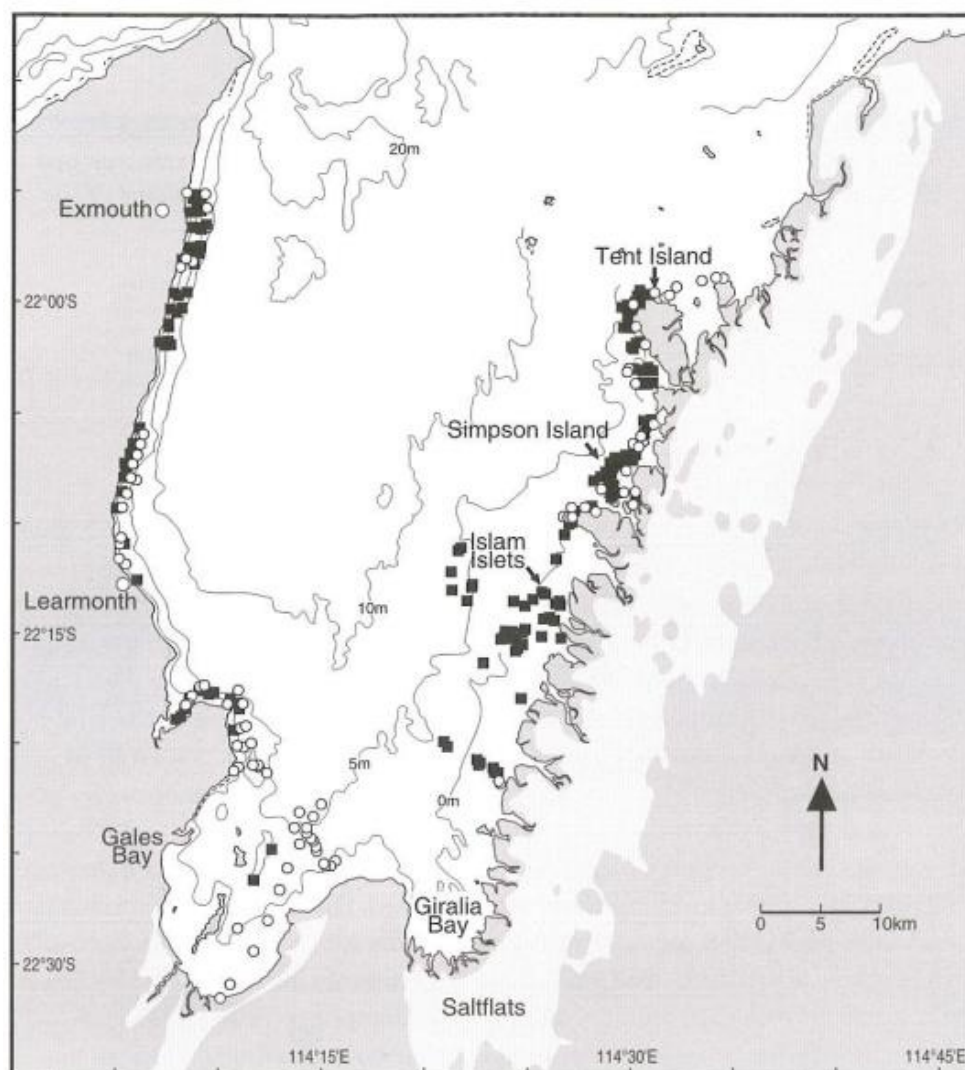 20m
Exmouth
Tent Island
22°00'S
Simpson Island
Islam
Islets
Learmonth
10m
22°15'S
5m
0m
N
Gales
Bay
Giralia
Bay
0 5 10km
22°30'S
Saltflats
114°15'E 114°30'E 114°45'E